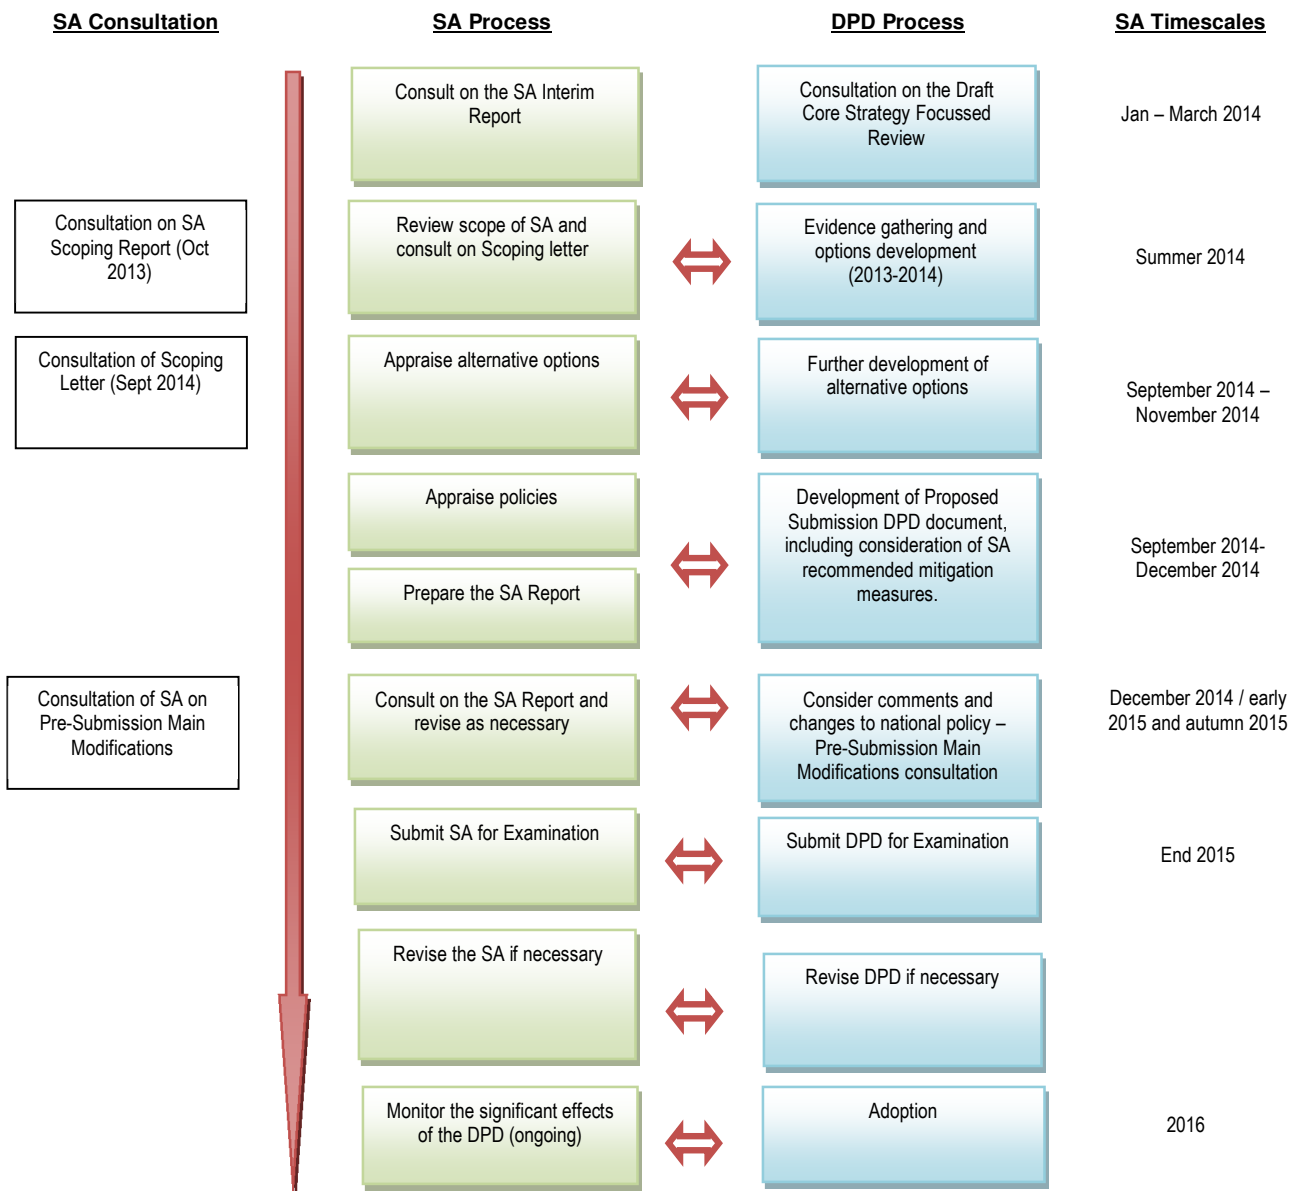 SA Consultation
SA Process
DPD Process
SA Timescales
Consult on the SA Interim
Report
Consultation on the Draft
Core Strategy Focussed
Review
Jan – March 2014
Consultation on SA
Scoping Report (Oct
2013)
Review scope of SA and
consult on Scoping letter
Evidence gathering and
options development
(2013-2014)
Summer 2014
Consultation of Scoping
Letter (Sept 2014)
Appraise alternative options
Further development of
alternative options
September 2014 –
November 2014
Appraise policies
Prepare the SA Report
Development of Proposed
Submission DPD document,
including consideration of SA
recommended mitigation
measures.
September 2014-
December 2014
Consultation of SA on
Pre-Submission Main
Modifications
Consult on the SA Report and
revise as necessary
Consider comments and
changes to national policy –
Pre-Submission Main
Modifications consultation
December 2014 / early
2015 and autumn 2015
Submit SA for Examination
Submit DPD for Examination
End 2015
Revise the SA if necessary
Revise DPD if necessary
Monitor the significant effects
of the DPD (ongoing)
Adoption
2016